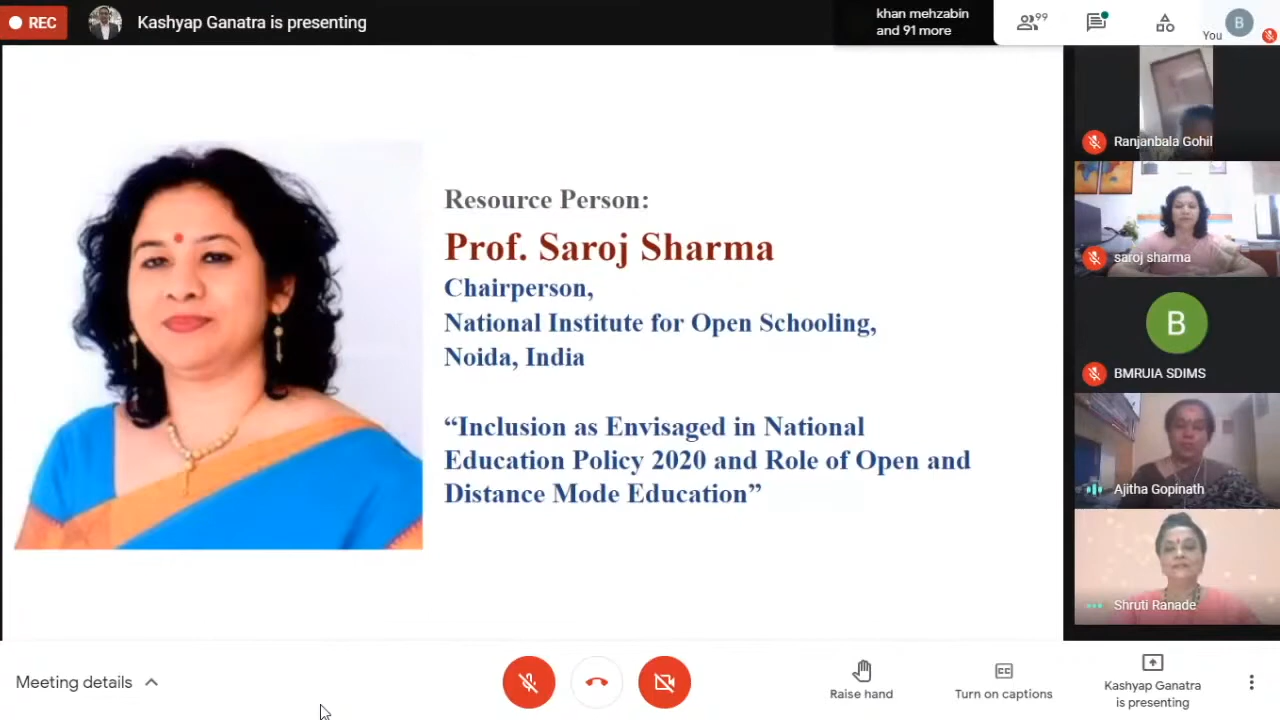 REC
Kashyap Ganatra is presenting
khan mehzabin
and 91 more
99
You
B
Resource Person:
Prof. Saroj Sharma
Chairperson,
National Institute for Open Schooling,
Noida, India
“Inclusion as Envisaged in National
Education Policy 2020 and Role of Open and
Distance Mode Education”
Ranjanbala Gohil
saroj sharma
B
BMRUIA SDIMS
Ajitha Gopinath
Shruti Ranade
Meeting details
Raise hand
CC
Turn on captions
Kashyap Ganatra
is presenting